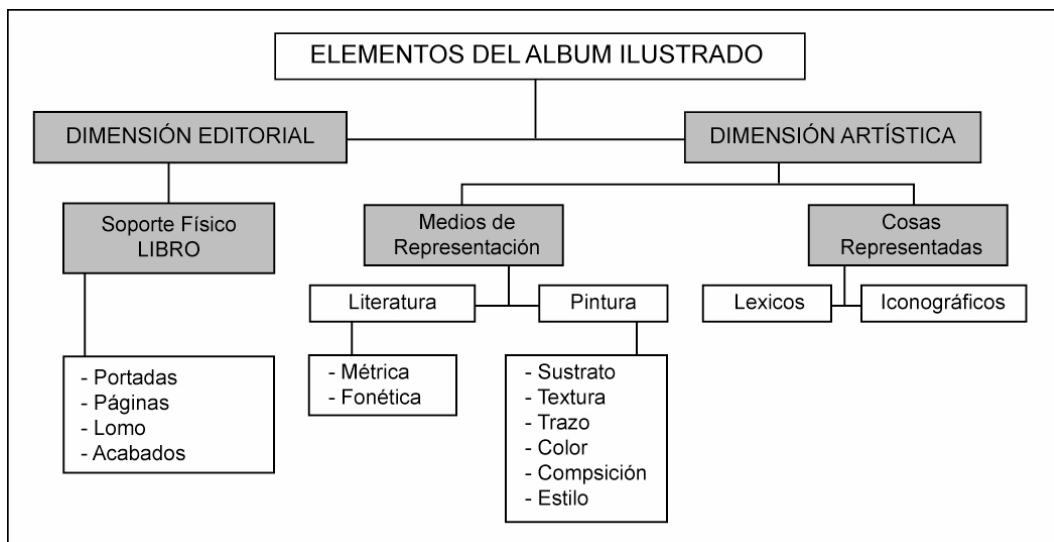 ELEMENTOS DEL ALBUM ILUSTRADO
DIMENSIÓN EDITORIAL
DIMENSIÓN ARTÍSTICA
Soporte Físico
LIBRO
Medios de
Representación
Cosas
Representadas
Literatura
Pintura
Lexicos
Iconográficos
- Portadas
- Páginas
- Lomo
- Acabados
- Métrica
- Fonética
- Sustrato
- Textura
- Trazo
- Color
- Compsición
- Estilo